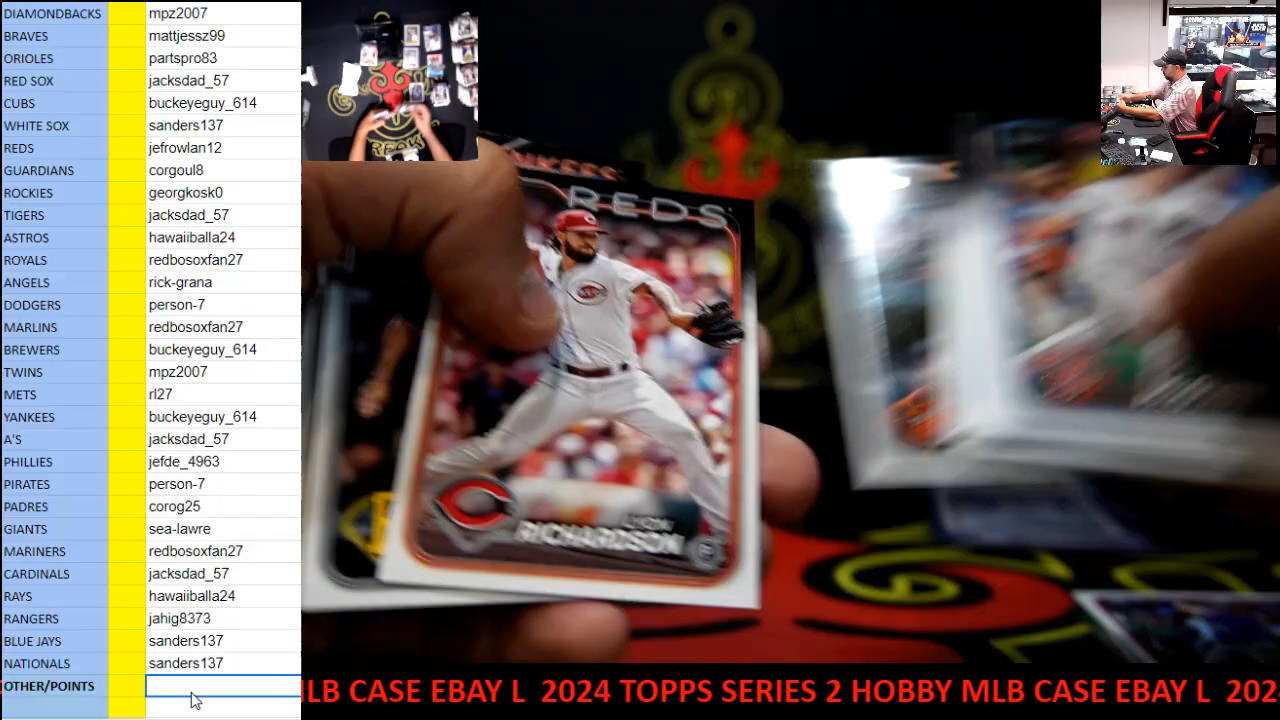 DIAMONDBACKS mpz2007
BRAVES mattjessz99
ORIOLES partspro83
RED SOX jacksdad_57
CUBS buckeyeguy_614
WHITE SOX sanders137
REDS jefrowlan12
GUARDIANS corgoul8
ROCKIES georgkosk0
TIGERS jacksdad_57
ASTROS hawaiiballa24
ROYALS redbosoxfan27
ANGELS rick-grana
DODGERS person-7
MARLINS redbosoxfan27
BREWERS buckeyeguy_614
TWINS mpz2007
METS rl27
YANKEES buckeyeguy_614
A'S jacksdad_57
PHILLIES jefde_4963
PIRATES person-7
PADRES corog25
GIANTS sea-lawre
MARINERS redbosoxfan27
CARDINALS jacksdad_57
RAYS hawaiiballa24
RANGERS jahig8373
BLUE JAYS sanders137
NATIONALS sanders137
OTHER/POINTS
REDS
RICHARDSON
MLB CASE EBAY L 2024 TOPPS SERIES 2 HOBBY MLB CASE EBAY L 202